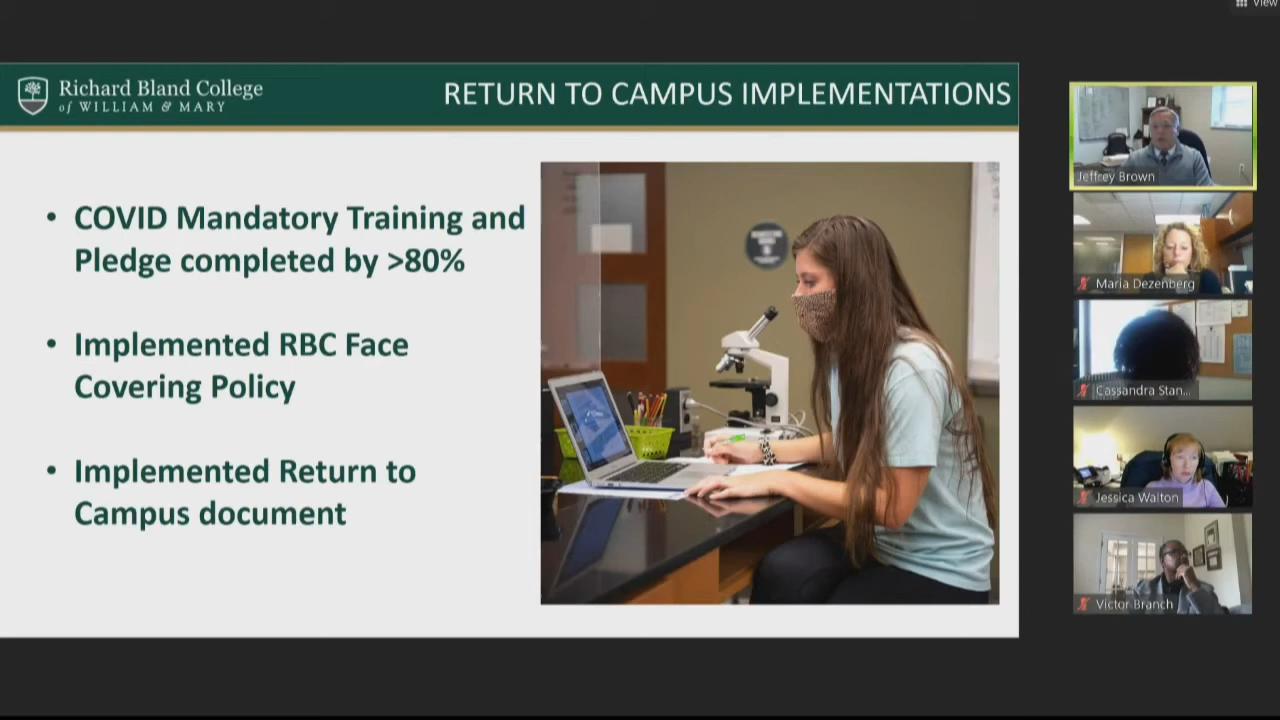 View
Richard Bland College
of WILLIAM & MARY
RETURN TO CAMPUS IMPLEMENTATIONS
• COVID Mandatory Training and
Pledge completed by >80%
• Implemented RBC Face
Covering Policy
• Implemented Return to
Campus document
Jeffrey Brown
Maria Dezenberg
Cassandra Stan...
Jessica Walton
Victor Branch